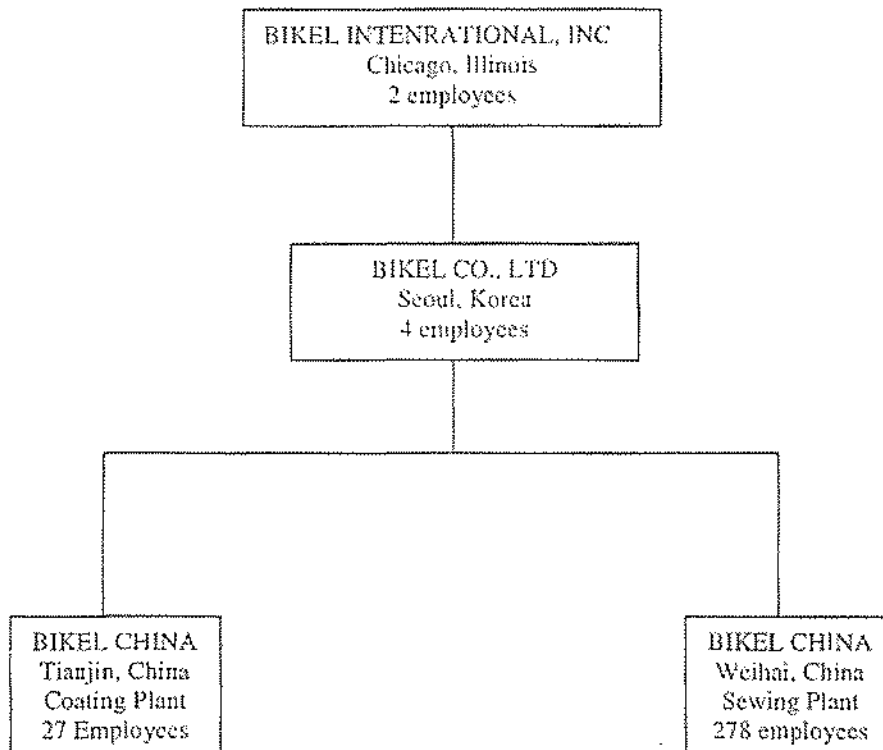 BIKEL INTENRATIONAL, INC
Chicago, Illinois
2 employees
BIKEL CO., LTD
Seoul, Korea
4 employees
BIKEL CHINA
Tianjin, China
Coating Plant
27 Employees
BIKEL CHINA
Weihai, China
Sewing Plant
278 employees